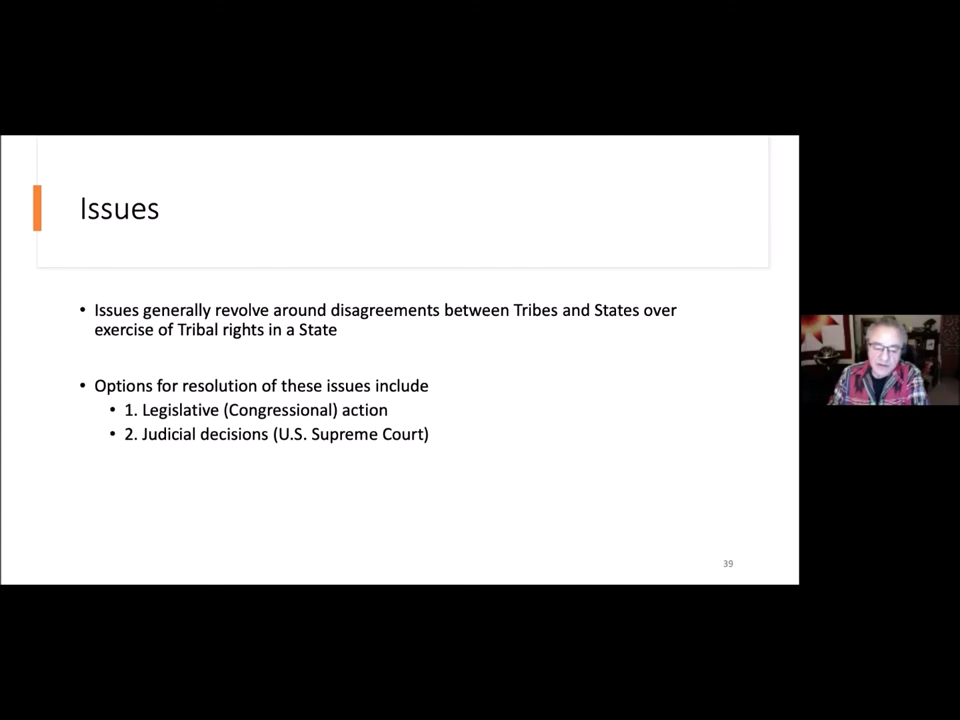 Issues
• Issues generally revolve around disagreements between Tribes and States over
exercise of Tribal rights in a State
• Options for resolution of these issues include
• 1. Legislative (Congressional) action
• 2. Judicial decisions (U.S. Supreme Court)
39